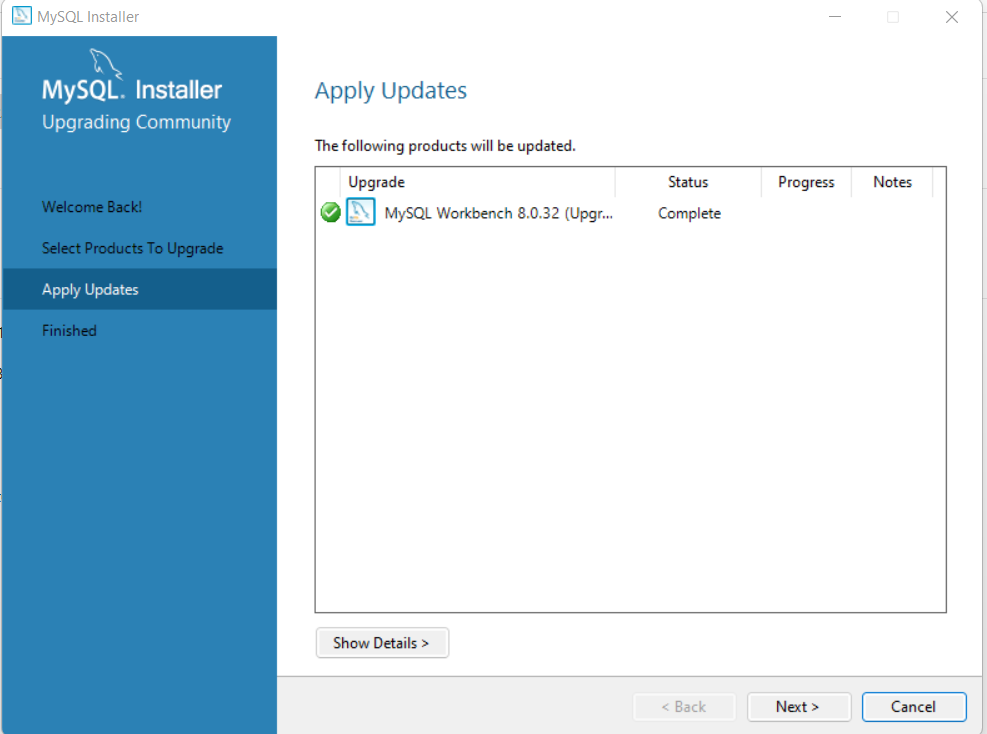 MySQL Installer
MySQL. Installer
Upgrading Community
Welcome Back!
Select Products To Upgrade
Apply Updates
Finished
Apply Updates
The following products will be updated.
Upgrade Status Progress Notes
MySQL Workbench 8.0.32 (Upgr... Complete
Show Details >
< Back Next > Cancel